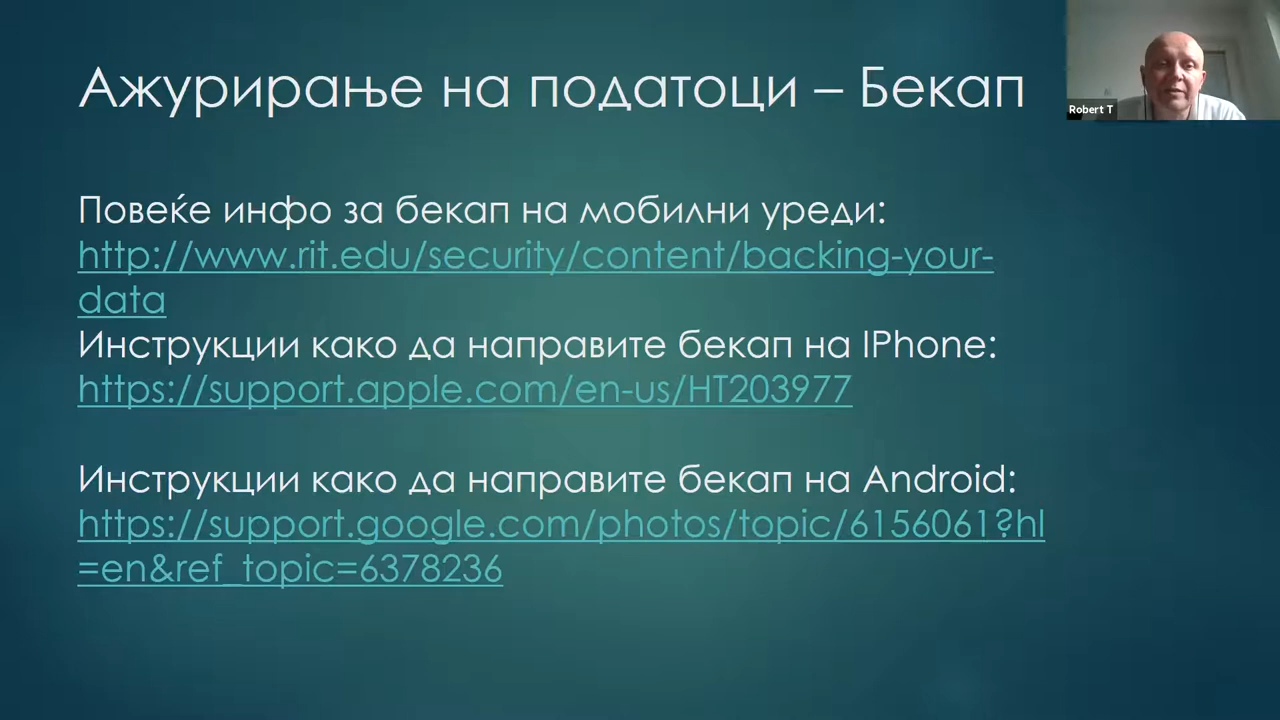 Ажурирање на податоци – Бекап
Robert T
Повеќе инфо за бекап на мобилни уреди:
http://www.rit.edu/security/content/backing-your-
data
Инструкции како да направите бекап на IPhone:
https://support.apple.com/en-us/HT203977
Инструкции како да направите бекап на Android:
https://support.google.com/photos/topic/6156061?hl
=en&ref_topic=6378236